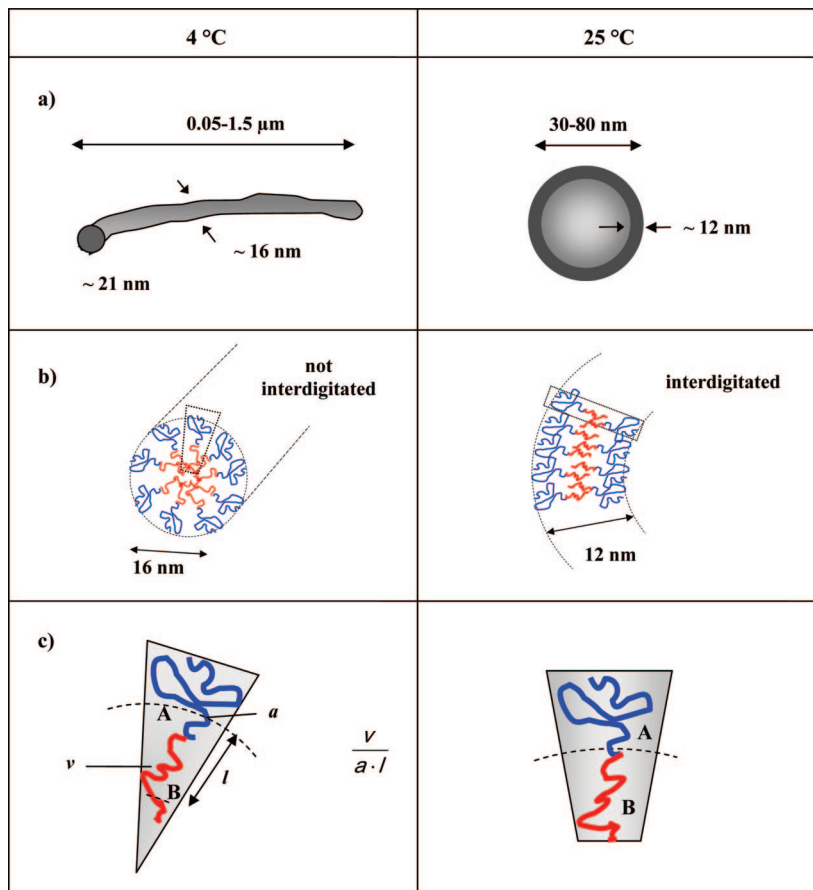 4 °C
25 °C
a)
0.05-1.5 μm
~ 16 nm
~ 21 nm
30-80 nm
~ 12 nm
b)
not
interdigitated
16 nm
interdigitated
12 nm
c)
A
a
v
l
B
v
a · l
A
B